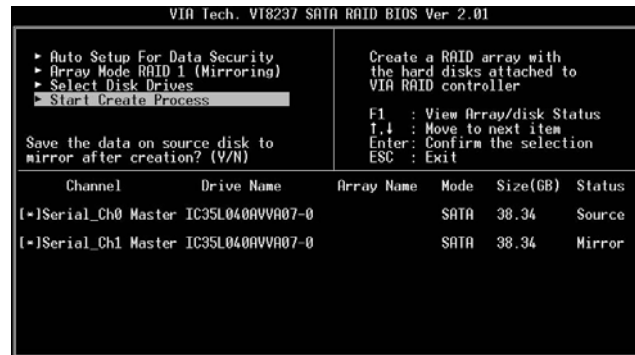 VIA Tech. VT8237 SATA RAID BIOS Ver 2.01
► Auto Setup For Data Security
► Array Mode RAID 1 (Mirroring)
► Select Disk Drives
► Start Create Process
Save the data on source disk to
mirror after creation? (Y/N)
Create a RAID array with
the hard disks attached to
VIA RAID controller
F1 : View Array/disk Status
↑,↓ : Move to next item
Enter: Confirm the selection
ESC : Exit
Channel Drive Name Array Name Mode Size(GB) Status
[*]Serial_Ch0 Master IC35L040AVVA07-0 SATA 38.34 Source
[*]Serial_Ch1 Master IC35L040AVVA07-0 SATA 38.34 Mirror